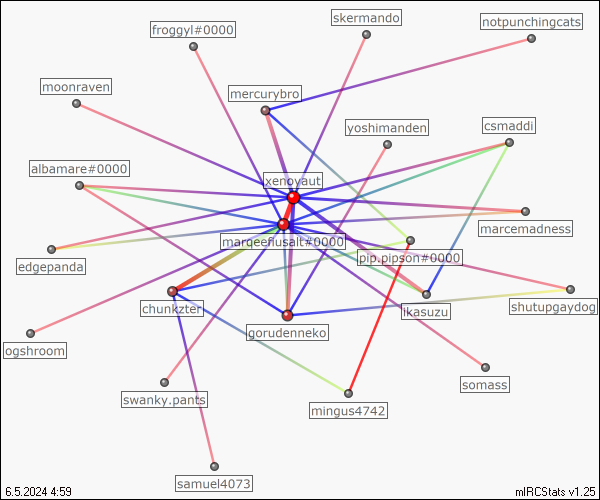 skermando
froggyl#0000
notpunchingcats
moonraven
mercurybro
yoshimanden
csmaddi
albamare#0000
xenoyaut
marcemadness
marqeefiusalt#0000
pip.pipson#0000
edgepanda
chunkzter
ikasuzu
shutupgaydog
gorudenneko
ogshroom
somass
swanky.pants
mingus4742
samuel4073
6.5.2024 4:59
mIRCStats v1.25